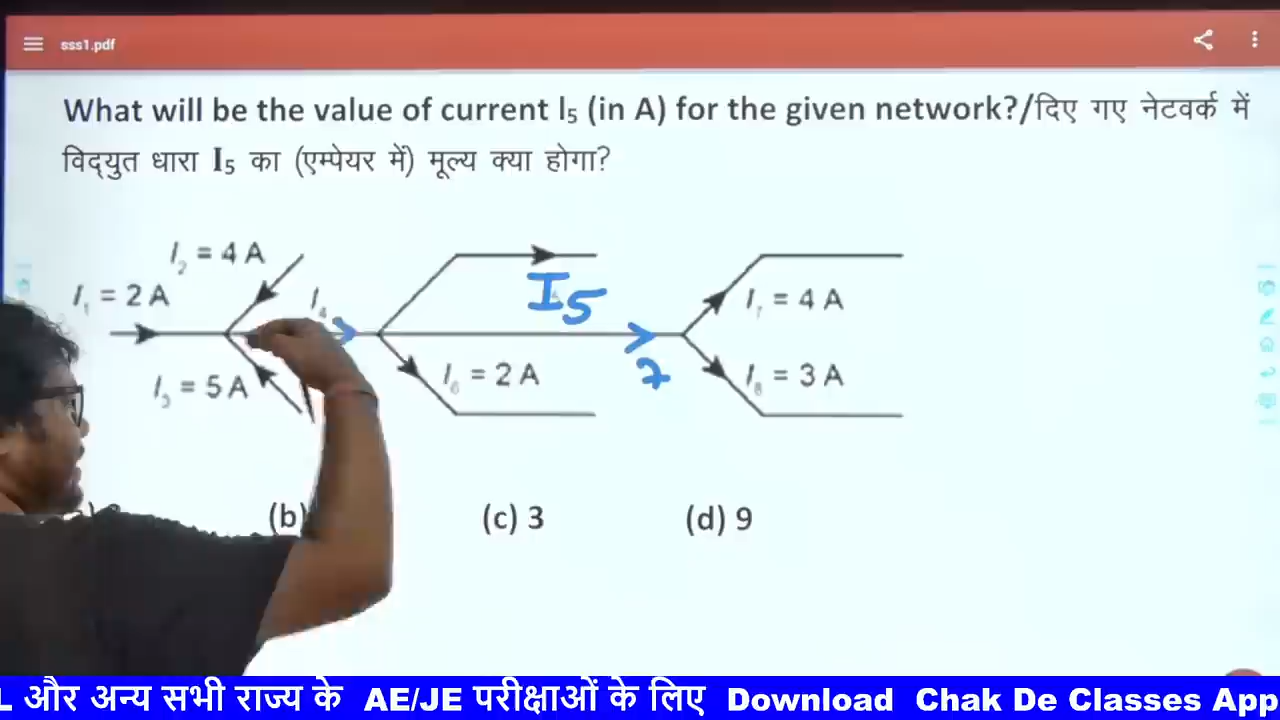 sss1.pdf
What will be the value of current I₅ (in A) for the given network?/दिए गए नेटवर्क में
विद्युत धारा I₅ का (एम्पेयर में) मूल्य क्या होगा?
I₂ = 4 A
I₁ = 2 A
I₄
I₅
I₇ = 4 A
I₃ = 5 A
I₆ = 2 A
7
I₈ = 3 A
(b)
(c) 3
(d) 9
और अन्य सभी राज्य के AE/JE परीक्षाओं के लिए Download Chak De Classes App